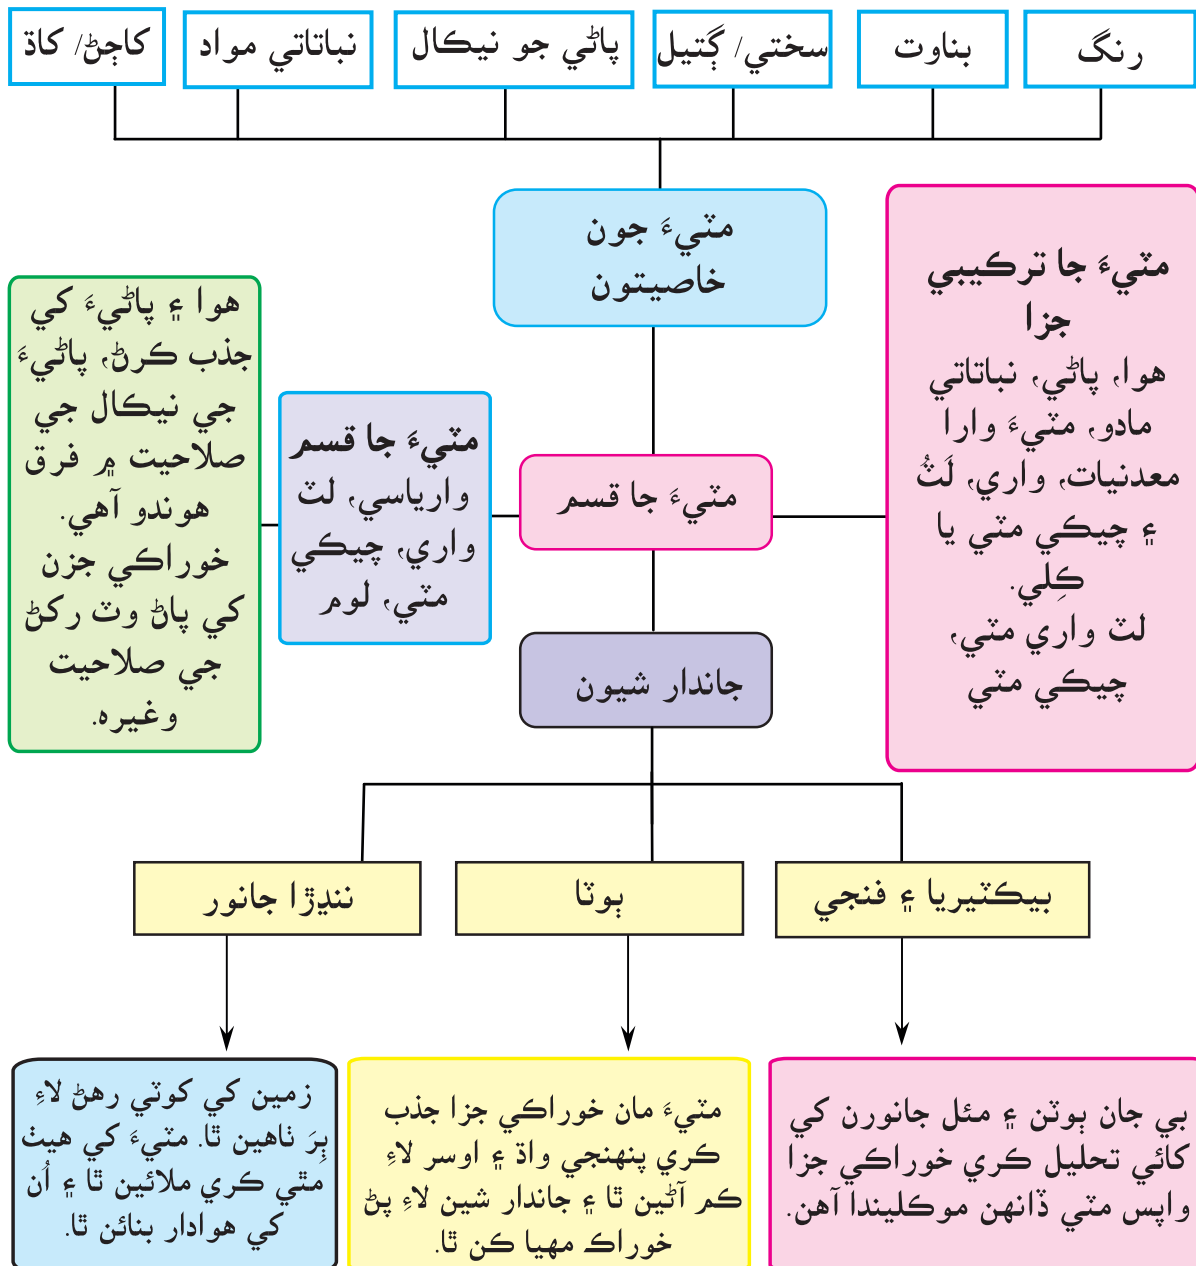 رنگ
بناوت
سختي/ ڳتيل
پاڻي جو نيڪال
نباتاتي مواد
کاڄڻ/ کاڌ
مٽيءَ جون
خاصيتون
مٽيءَ جا ترڪيبي
جزا
هوا، پاڻي، نباتاتي
مادو، مٽيءَ وارا
معدنيات، واري، لَٽُ
۽ چيڪي مٽي يا
ڪِلي.
لٽ واري مٽي،
چيڪي مٽي
مٽيءَ جا قسم
مٽيءَ جا قسم
وارياسي، لٽ
واري، چيڪي
مٽي، لوم
هوا ۽ پاڻيءَ کي
جذب ڪرڻ، پاڻيءَ
جي نيڪال جي
صلاحيت ۾ فرق
هوندو آهي.
خوراڪي جزن
کي پاڻ وٽ رکڻ
جي صلاحيت
وغيره.
جاندار شيون
بيڪٽيريا ۽ فنجي
ٻوٽا
ننڍڙا جانور
بي جان ٻوٽن ۽ مئل جانورن کي
کائي تحليل ڪري خوراڪي جزا
واپس مٽي ڏانهن موڪليندا آهن.
مٽيءَ مان خوراڪي جزا جذب
ڪري پنهنجي واڌ ۽ اوسر لاءِ
ڪم آڻين ٿا ۽ جاندار شين لاءِ پڻ
خوراڪ مهيا ڪن ٿا.
زمين کي کوٽي رهڻ لاءِ
ٻِرَ ٺاهين ٿا. مٽيءَ کي هيٺ
مٿي ڪري ملائين ٿا ۽ اُن
کي هوادار بنائن ٿا.